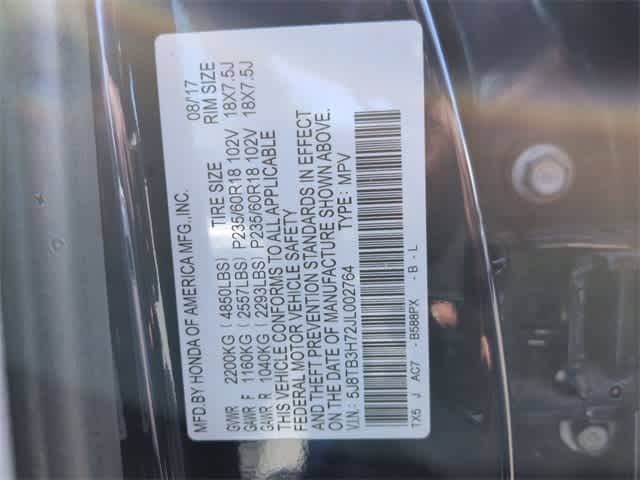 MFD.BY HONDA OF AMERICA MFG.,INC. 08/17
TIRE SIZE RIM SIZE
GVWR 2200KG ( 4850LBS)
GAWR F 1160KG ( 2557LBS) P235/60R18 102V 18X7.5J
GAWR R 1040KG ( 2293LBS) P235/60R18 102V 18X7.5J
THIS VEHICLE CONFORMS TO ALL APPLICABLE
FEDERAL MOTOR VEHICLE SAFETY
AND THEFT PREVENTION STANDARDS IN EFFECT
ON THE DATE OF MANUFACTURE SHOWN ABOVE.
V.I.N.: 5J8TB3H72JL002764 TYPE: MPV
TX6 J AC7 - B588PX - B - L